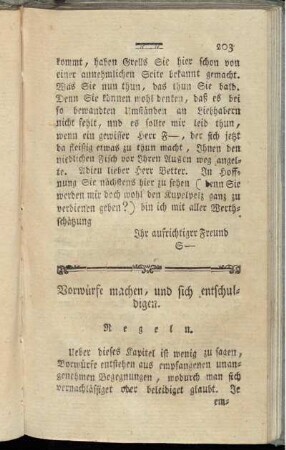 203
kommt, haben Grells Sie hier schon von
einer annehmlichen Seite bekannt gemacht.
Was Sie nun thun, das thun Sie bald.
Denn Sie können wohl denken, daß es bei
so bewandten Umständen an Liebhabern
nicht fehlt, und es sollte mir leid thun,
wenn ein gewisser Herr F—, der sich jetzt
da fleissig etwas zu thun macht, Ihnen den
niedlichen Fisch vor Ihren Augen weg angel-
te. Adieu lieber Herr Vetter. In Hoff-
nung Sie nächstens hier zu sehen (denn Sie
werden mir doch wohl den Kupelpelz ganz zu
verdienen geben?) bin ich mit aller Werth-
schätzung
Ihr aufrichtiger Freund
S—
Vorwürfe machen, und sich entschul-
digen.
Regeln.
Ueber dieses Kapitel ist wenig zu sagen,
Vorwürfe entstehen aus empfangenen unan-
genehmen Begegnungen, wodurch man sich
vernachlässiget oder beleidiget glaubt. Je
em-